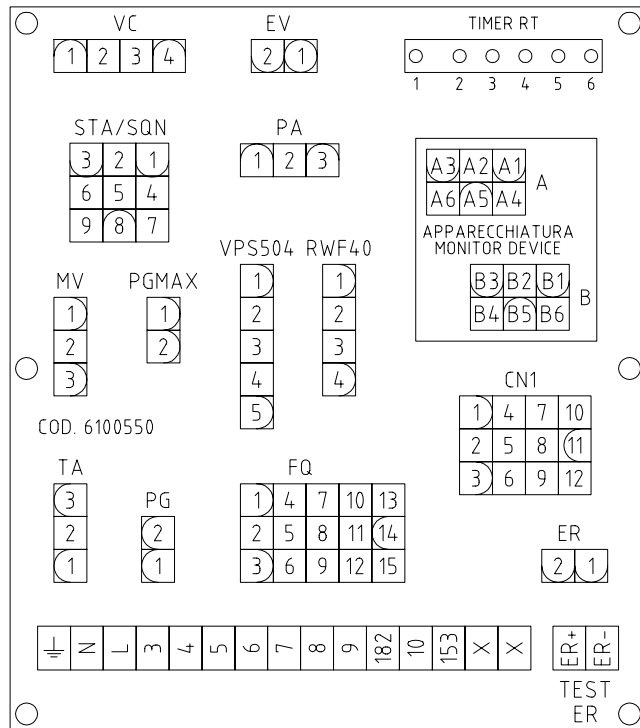 VC EV TIMER RT
1 2 3 4 2 1
1 2 3 4 5 6
STA/SQN PA
3 2 1 1 2 3
6 5 4
9 8 7
A3 A2 A1
A6 A5 A4 A
APPARECCHIATURA
MONITOR DEVICE
B3 B2 B1
B4 B5 B6 B
VPS504 RWF40
1 1
2 2
3 3
4 4
5
MV PGMAX
1 1
2 2
3
CN1
1 4 7 10
2 5 8 11
3 6 9 12
COD. 6100550
TA PG FQ
3
2 2
1 1
1 4 7 10 13
2 5 8 11 14
3 6 9 12 15
ER
2 1
N L 3 4 5 6 7 8 9 182 10 153 X X ER+ ER-
TEST
ER